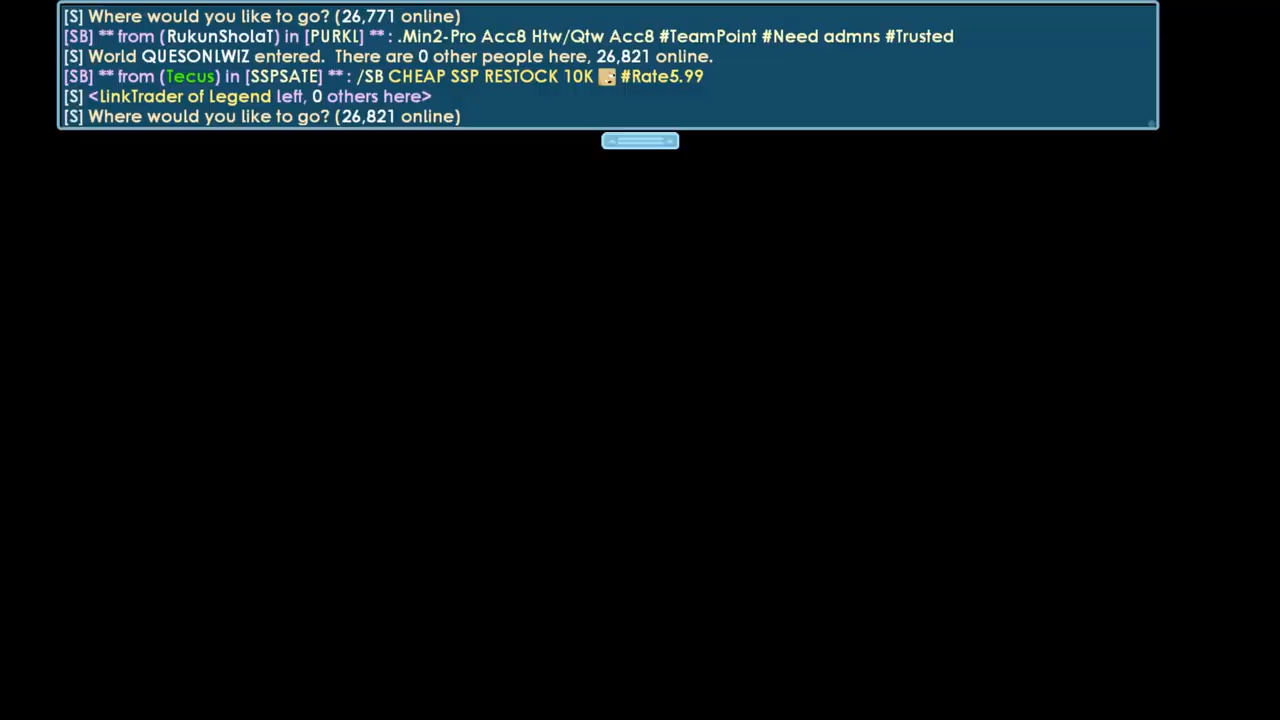 [S] Where would you like to go? (26,771 online)
[SB] ** from (RukunSholaT) in [PURKL] ** : .Min2-Pro Acc8 Htw/Qtw Acc8 #TeamPoint #Need admns #Trusted
[S] World QUESONLWIZ entered.  There are 0 other people here, 26,821 online.
[SB] ** from (Tecus) in [SSPSATE] ** : /SB CHEAP SSP RESTOCK 10K #Rate5.99
[S] <LinkTrader of Legend left, 0 others here>
[S] Where would you like to go? (26,821 online)